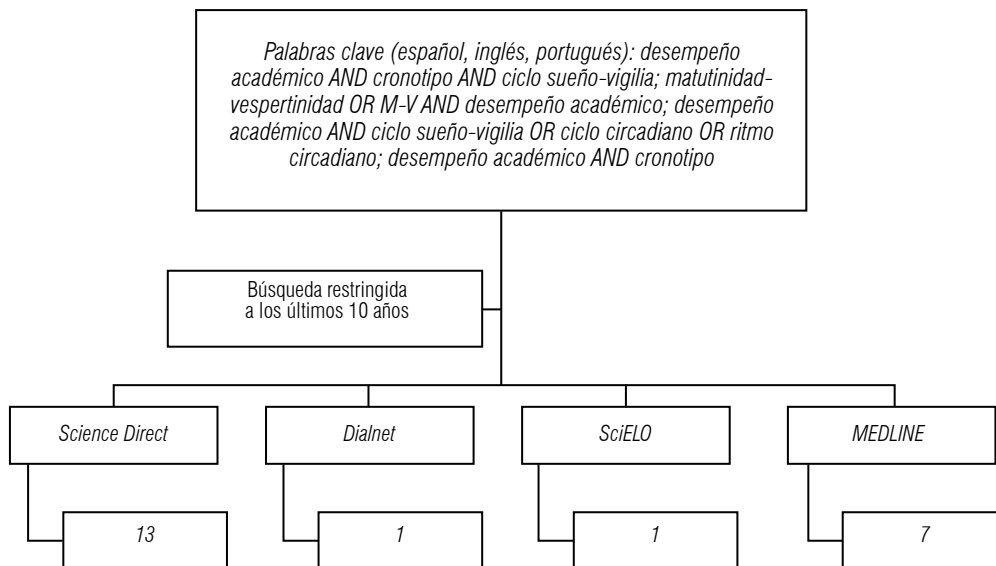 Palabras clave (español, inglés, portugués): desempeño
académico AND cronotipo AND ciclo sueño-vigilia; matutinidad-
vespertinidad OR M-V AND desempeño académico; desempeño
académico AND ciclo sueño-vigilia OR ciclo circadiano OR ritmo
circadiano; desempeño académico AND cronotipo
Búsqueda restringida
a los últimos 10 años
Science Direct
Dialnet
SciELO
MEDLINE
13
1
1
7